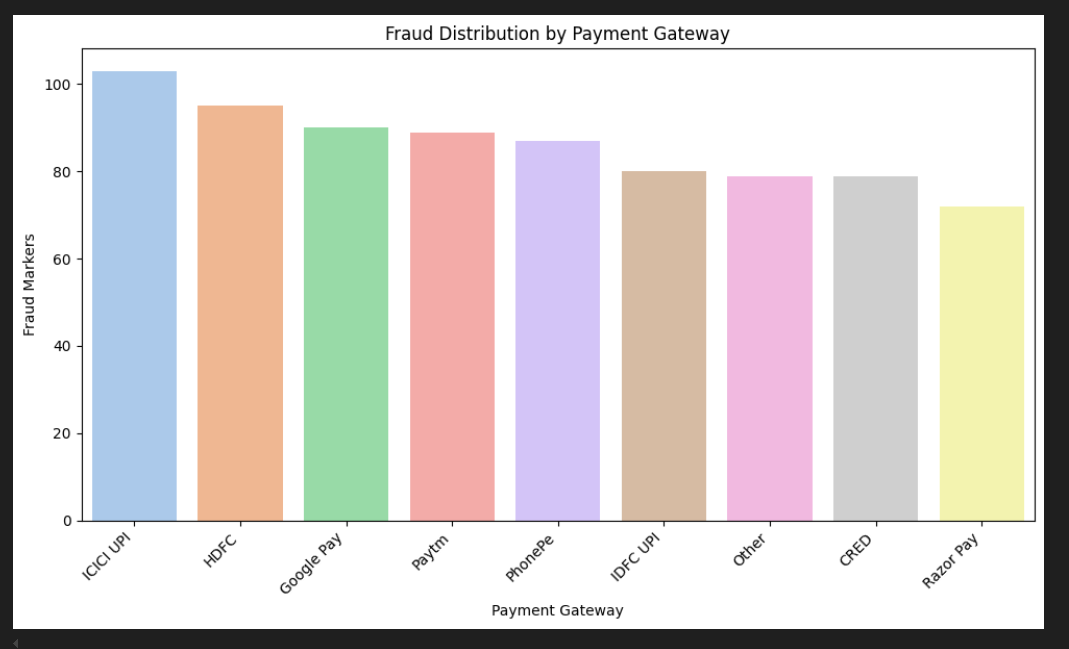 Fraud Distribution by Payment Gateway
100
80
60
40
20
0
Fraud Markers
ICICI UPI
HDFC
Google Pay
Paytm
PhonePe
IDFC UPI
Other
CRED
Razor Pay
Payment Gateway